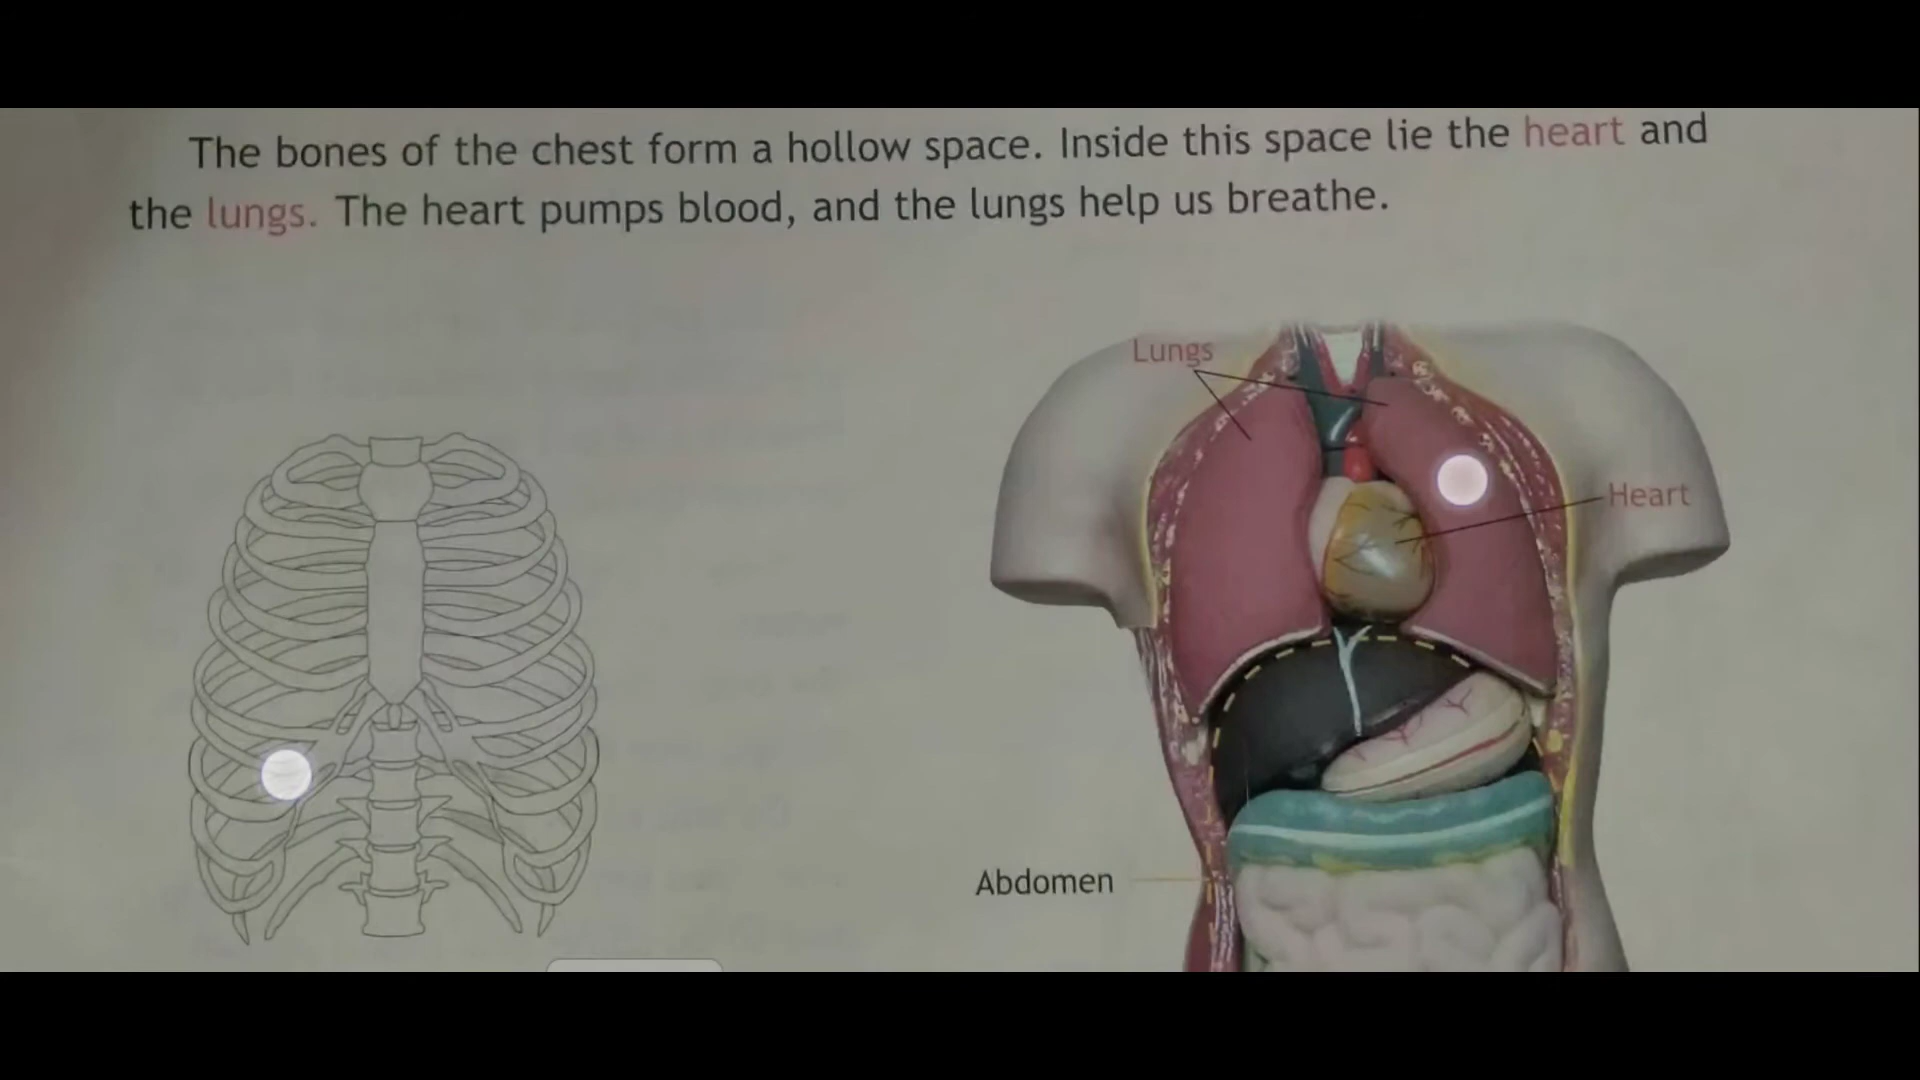 The bones of the chest form a hollow space. Inside this space lie the heart and
the lungs. The heart pumps blood, and the lungs help us breathe.
Lungs
Heart
Abdomen